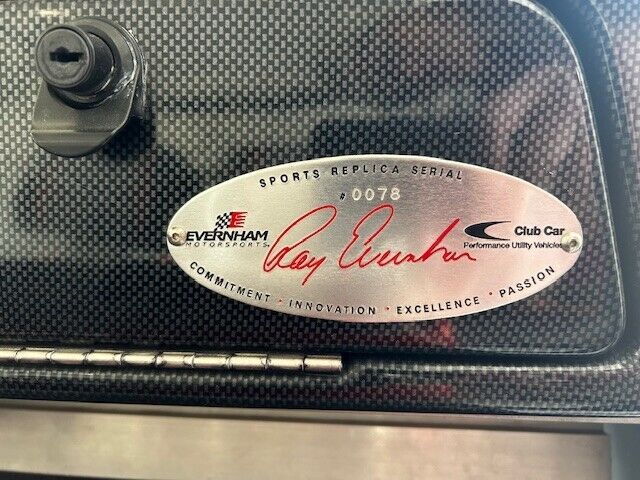 SPORTS REPLICA SERIAL
# 0078
EVERNHAM
MOTORSPORTS
Ray Evernham
Club Car
Performance Utility Vehicles
COMMITMENT • INNOVATION • EXCELLENCE • PASSION